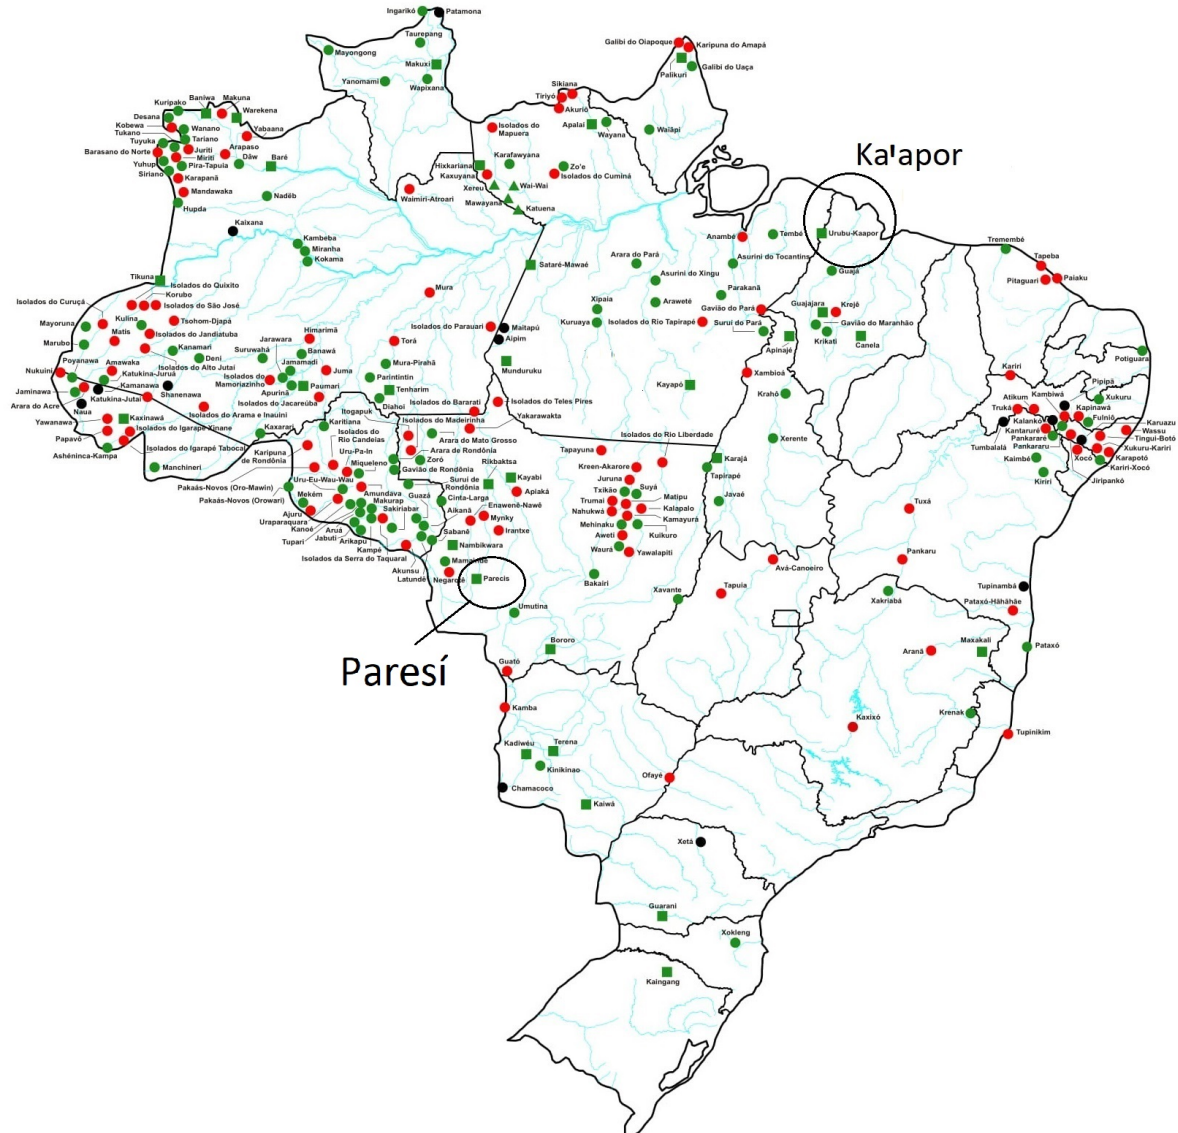 Ingarikó
Patamona
Taurepang
Mayongong
Makuxi
Yanomami
Wapixana
Galibi do Oiapoque
Karipuna do Amapá
Palikuri
Galibi do Uaça
Sikiana
Tiriyó
Akuriô
Apalai
Wayana
Waiãpi
Isolados do
Mapuera
Karafawyana
Zo'e
Isolados do Cuminá
Hixkariana
Kaxuyana
Xereu
Wai-Wai
Mawayana
Katuena
Waimiri-Atroari
Kuripako
Baniwa
Makuna
Warekena
Desana
Kobewa
Tukano
Wanano
Tariano
Yabaana
Tuyuka
Juriti
Arapaso
Barasano do Norte
Miriti
Yuhup
Pira-Tapuia
Dâw
Baré
Siriano
Karapanã
Mandawaka
Nadëb
Hupda
Kaixana
Kambeba
Miranha
Kokama
Ka'apor
Urubu-Kaapor
Anambé
Tembé
Asurini do Tocantins
Arara do Pará
Asurini do Xingu
Guajá
Parakanã
Araweté
Xipaia
Kuruaya
Gavião do Pará
Isolados do Rio Tapirapé
Suruí do Pará
Guajajara
Krejê
Gavião do Maranhão
Krikati
Canela
Apinajé
Tremembé
Tapeba
Pitaguari
Paiaku
Potiguara
Sataré-Mawaé
Tikuna
Isolados do Quixito
Korubo
Isolados do São José
Isolados do Curuçá
Mura
Mayoruna
Kulina
Tsohom-Djapá
Matis
Isolados do Jandiatuba
Marubo
Kanamari
Isolados do Parauari
Maitapú
Aipim
Munduruku
Himarimã
Torá
Jarawara
Suruwahá
Banawá
Deni
Isolados do Alto Jutaí
Poyanawa
Amawaka
Nukuini
Katukina-Juruá
Kamanawa
Jaminawa
Arara do Acre
Katukina-Jutai
Shanenawa
Naua
Isolados do
Mamoriazinho
Jamamadi
Juma
Apurinã
Paumari
Mura-Pirahã
Parintintin
Tenharim
Diahoi
Isolados do Jacareúba
Isolados do Bararati
Isolados do Teles Pires
Isolados do Arama e Inauini
Yawanawa
Kaxinawá
Isolados do Igarape Xinane
Papavô
Isolados do Igarapé Tabocal
Ashéninca-Kampa
Manchineri
Kaxarari
Itogapuk
Karitiana
Isolados do Madeirinha
Yakarawakta
Isolados do
Rio Candeias
Arara do Mato Grosso
Karipuna
de Rondônia
Uru-Pa-In
Arara de Rondônia
Zoró
Miqueleno
Gavião de Rondônia
Rikbaktsa
Kayabi
Pakaás-Novos (Oro-Mawin)
Uru-Eu-Wau-Wau
Surui de
Rondônia
Apiaká
Pakaás-Novos (Orowari)
Mekém
Amundava
Makurap
Guazá
Cinta-Larga
Enawenê-Nawê
Ajuru
Sakiriabar
Aikanã
Mynky
Uraparaquara
Kanoê
Aruá
Sabanê
Irantxe
Tupari
Jabuti
Arikapu
Kampé
Nambikwara
Isolados da Serra do Taquaral
Akunsu
Mamaindê
Latundê
Negarotê
Parecis
Paresí
Umutina
Bororo
Guató
Kamba
Kadiwéu
Terena
Kinikinao
Chamacoco
Kaiwá
Ofayé
Kayapó
Xambioá
Krahô
Xerente
Isolados do Rio Liberdade
Tapayuna
Kreen-Akarore
Juruna
Txikão
Suyá
Trumai
Matipu
Nahukwá
Kalapalo
Mehinaku
Kamayurá
Aweti
Kuikuro
Waurá
Yawalapiti
Bakairi
Karajá
Tapirapé
Javaé
Xavante
Tapuia
Avá-Canoeiro
Kariri
Kambiwá
Pipipã
Atikum
Xukuru
Truká
Kapinawá
Kalankó
Fulniô
Karuazu
Kantaruré
Wassu
Tumbalalá
Pankararu
Tingui-Botó
Pankararé
Xukuru-Kariri
Kaimbé
Xocó
Karapotó
Kariri-Xocó
Kiriri
Jiripankó
Tuxá
Pankaru
Tupinambá
Pataxó-Hãhãhãe
Xakriabá
Aranã
Maxakali
Pataxó
Krenak
Kaxixó
Tupinikim
Xetá
Guarani
Xokleng
Kaingang